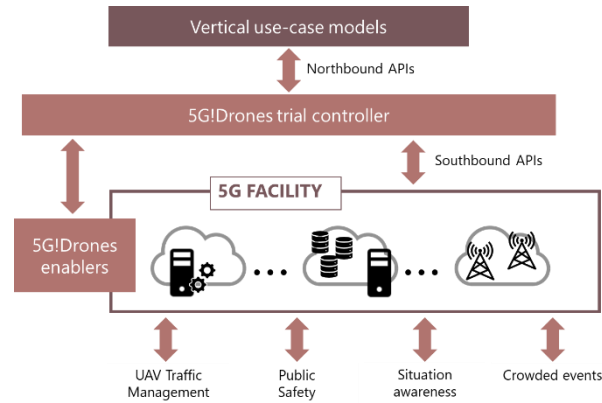 Vertical use-case models
Northbound APIs
5G!Drones trial controller
Southbound APIs
5G FACILITY
5G!Drones
enablers
UAV Traffic
Management
Public
Safety
Situation
awareness
Crowded events